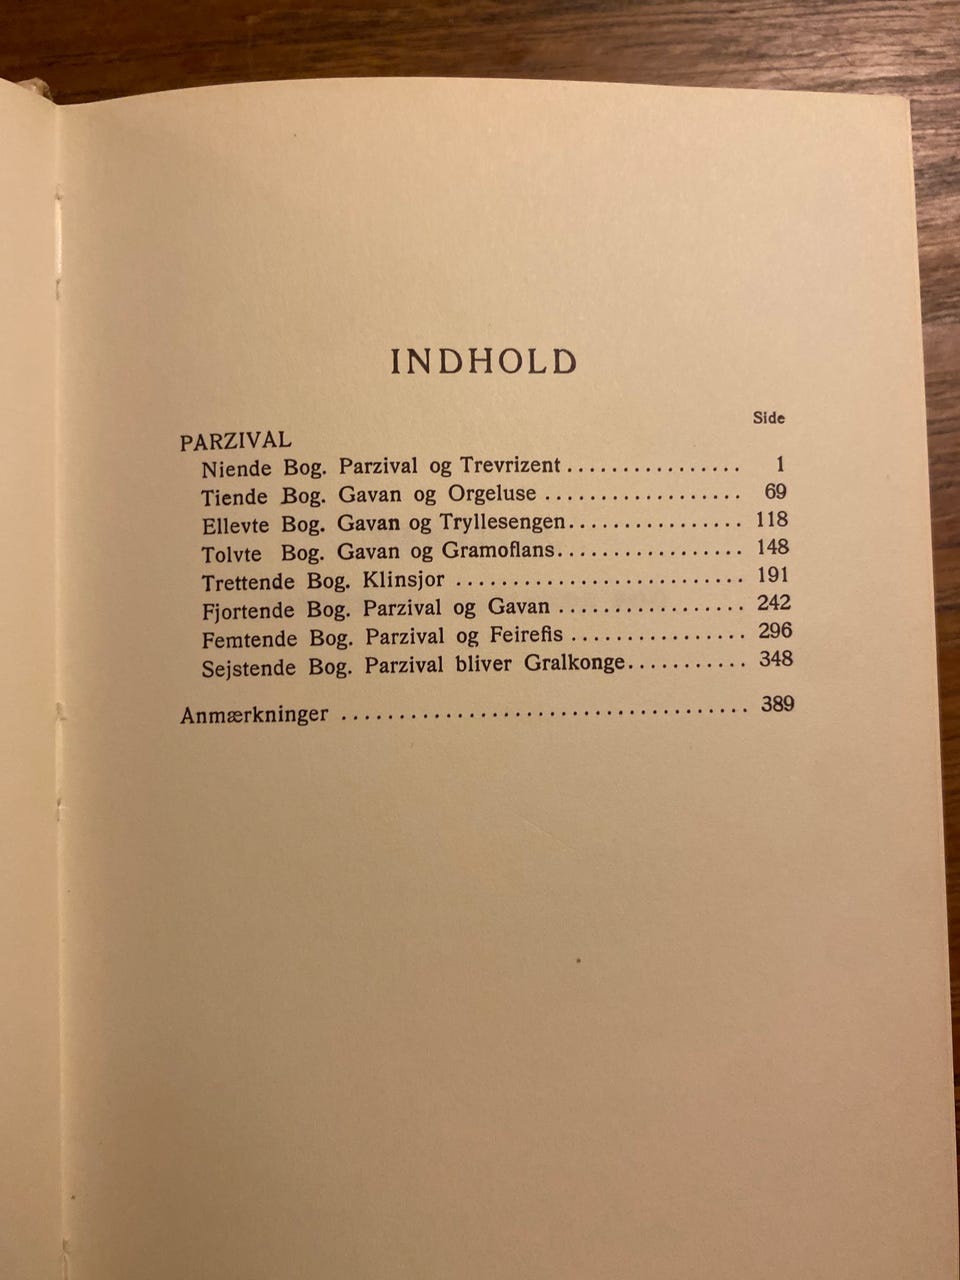 INDHOLD
Side
PARZIVAL
Niende Bog. Parzival og Trevrizent ................ 1
Tiende Bog. Gavan og Orgeluse .................. 69
Ellevte Bog. Gavan og Tryllesengen ................ 118
Tolvte Bog. Gavan og Gramoflans ................. 148
Trettende Bog. Klinsjor .......................... 191
Fjortende Bog. Parzival og Gavan ................. 242
Femtende Bog. Parzival og Feirefis ................ 296
Sejstende Bog. Parzival bliver Gralkonge ........... 348
Anmærkninger .................................... 389